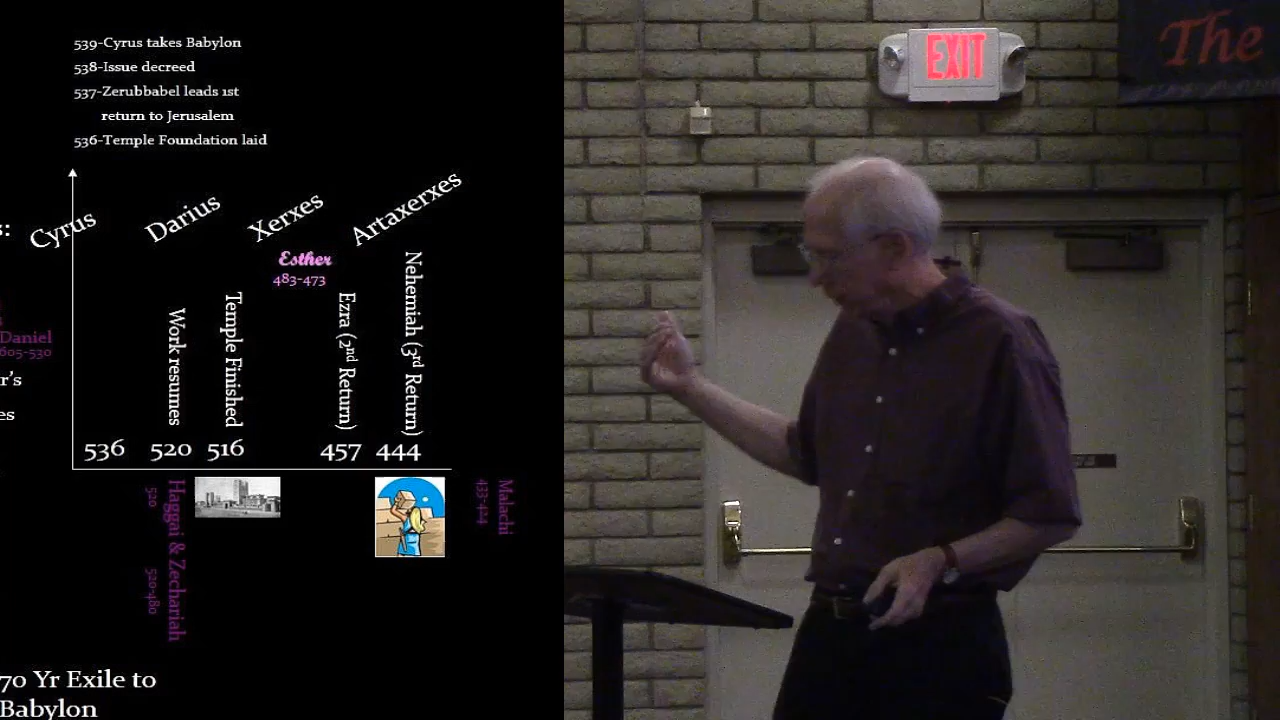 539-Cyrus takes Babylon
538-Issue decreed
537-Zerubbabel leads 1st
return to Jerusalem
536-Temple Foundation laid
s:
Cyrus
Darius
Xerxes
Artaxerxes
Esther
483-473
Daniel
605-530
r's
es
Work resumes
Temple Finished
Ezra (2nd Return)
Nehemiah (3rd Return)
536
520
516
457
444
Haggai & Zechariah
520
520-480
Malachi
433-424
70 Yr Exile to
Babylon
EXIT
The